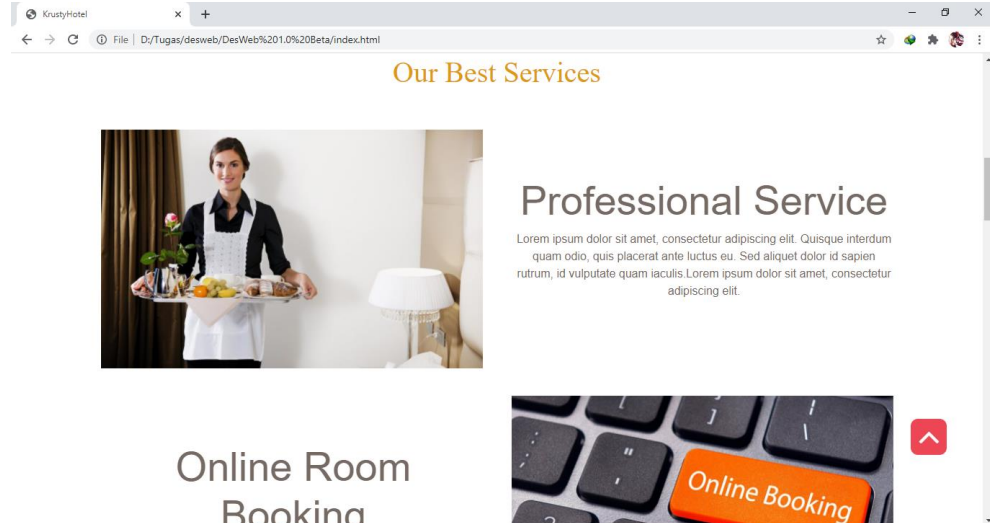 KrustyHotel
File | D:/Tugas/desweb/DesWeb%201.0%20Beta/index.html
Our Best Services
Professional Service
Lorem ipsum dolor sit amet, consectetur adipiscing elit. Quisque interdum
quam odio, quis placerat ante luctus eu. Sed aliquet dolor id sapien
rutrum, id vulputate quam iaculis.Lorem ipsum dolor sit amet, consectetur
adipiscing elit.
Online Room
Booking
Online Booking